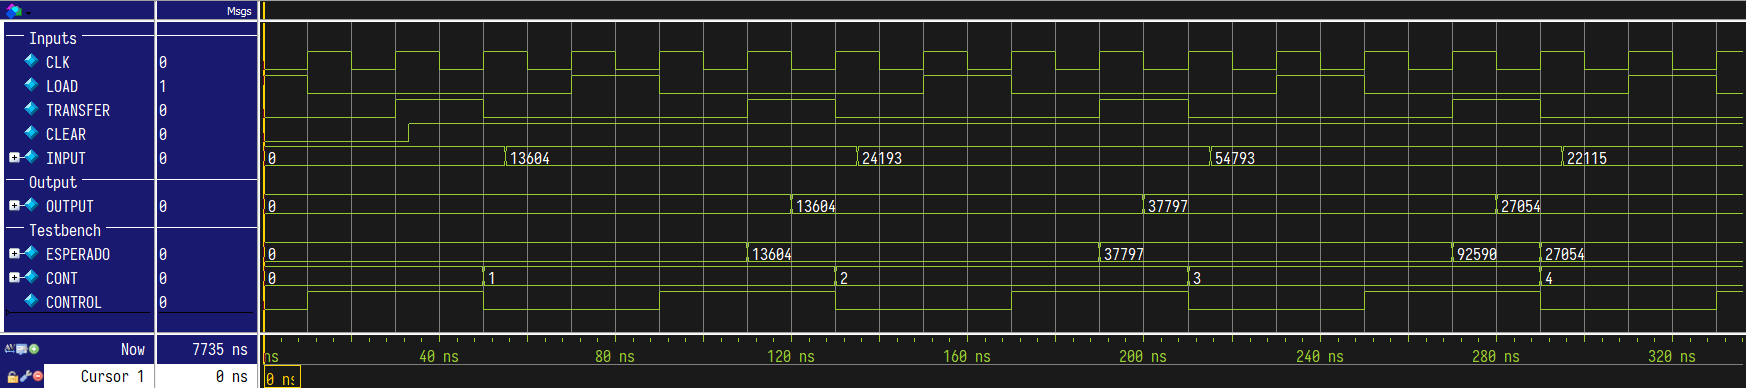 Msgs
Inputs
CLK 0
LOAD 1
TRANSFER 0
CLEAR 0
INPUT 0 0 13604 24193 54793 22115
Output
OUTPUT 0 0 13604 37797 27054
Testbench
ESPERADO 0 0 13604 37797 92590 27054
CONT 0 0 1 2 3 4
CONTROL 0
Now 7735 ns ns 40 ns 80 ns 120 ns 160 ns 200 ns 240 ns 280 ns 320 ns
Cursor 1 0 ns 0 ns